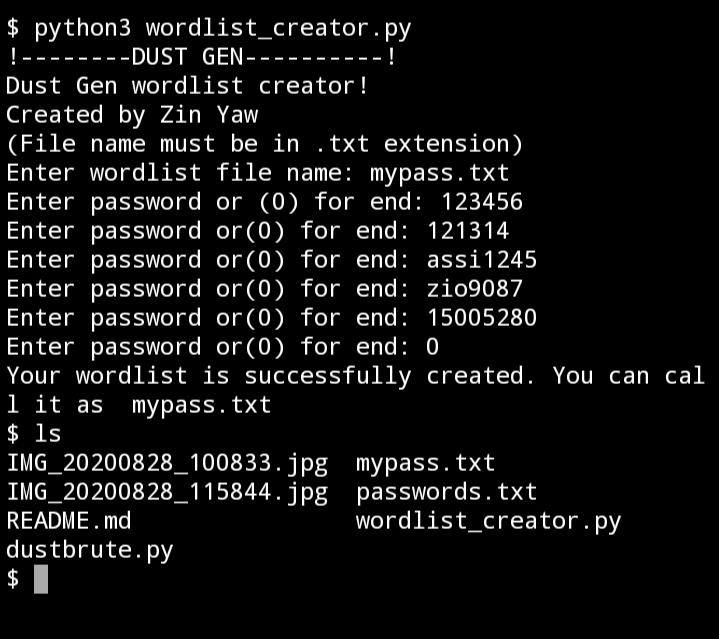 $ python3 wordlist_creator.py
!--------DUST GEN----------!
Dust Gen wordlist creator!
Created by Zin Yaw
(File name must be in .txt extension)
Enter wordlist file name: mypass.txt
Enter password or (0) for end: 123456
Enter password or(0) for end: 121314
Enter password or(0) for end: assi1245
Enter password or(0) for end: zio9087
Enter password or(0) for end: 15005280
Enter password or(0) for end: 0
Your wordlist is successfully created. You can cal
l it as  mypass.txt
$ ls
IMG_20200828_100833.jpg  mypass.txt
IMG_20200828_115844.jpg  passwords.txt
README.md                wordlist_creator.py
dustbrute.py
$